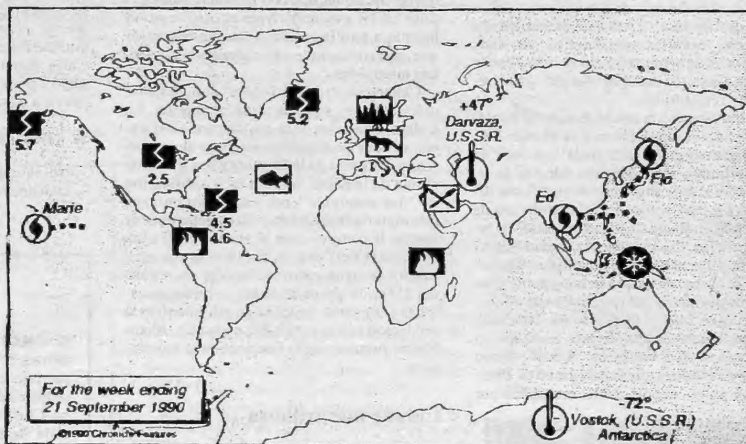 +47°
Darvaza,
U.S.S.R.
5.2
5.7
2.5
Marie
4.5
4.6
Ed
Flo
For the week ending
21 September 1990
©1990 Chronicle Features
-72°
Vostok, (U.S.S.R.)
Antarctica